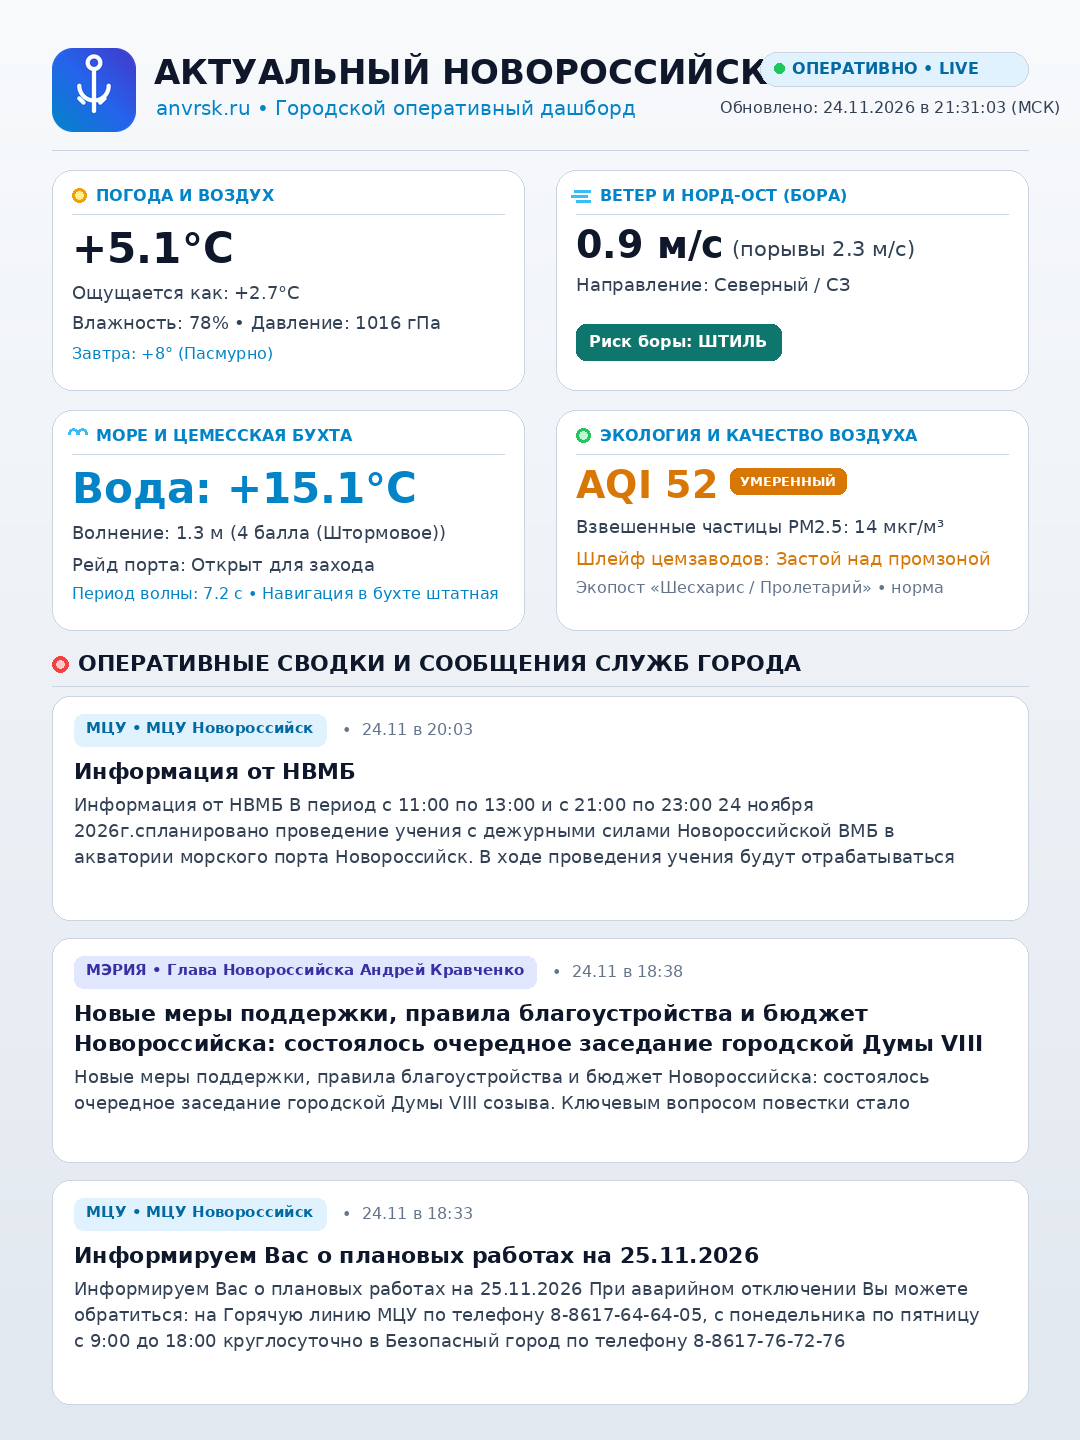 АКТУАЛЬНЫЙ НОВОРОССИЙСК
ОПЕРАТИВНО • LIVE
anvrsk.ru • Городской оперативный дашборд
Обновлено: 24.11.2026 в 21:31:03 (МСК)
ПОГОДА И ВОЗДУХ
+5.1°C
Ощущается как: +2.7°C
Влажность: 78% • Давление: 1016 гПа
Завтра: +8° (Пасмурно)
ВЕТЕР И НОРД-ОСТ (БОРА)
0.9 м/с (порывы 2.3 м/с)
Направление: Северный / СЗ
Риск боры: ШТИЛЬ
МОРЕ И ЦЕМЕССКАЯ БУХТА
Вода: +15.1°C
Волнение: 1.3 м (4 балла (Штормовое))
Рейд порта: Открыт для захода
Период волны: 7.2 с • Навигация в бухте штатная
ЭКОЛОГИЯ И КАЧЕСТВО ВОЗДУХА
AQI 52 УМЕРЕННЫЙ
Взвешенные частицы PM2.5: 14 мкг/м³
Шлейф цемзаводов: Застой над промзоной
Экопост «Шесхарис / Пролетарий» • норма
ОПЕРАТИВНЫЕ СВОДКИ И СООБЩЕНИЯ СЛУЖБ ГОРОДА
МЦУ • МЦУ Новороссийск • 24.11 в 20:03
Информация от НВМБ
Информация от НВМБ В период с 11:00 по 13:00 и с 21:00 по 23:00 24 ноября
2026г.спланировано проведение учения с дежурными силами Новороссийской ВМБ в
акватории морского порта Новороссийск. В ходе проведения учения будут отрабатываться
МЭРИЯ • Глава Новороссийска Андрей Кравченко • 24.11 в 18:38
Новые меры поддержки, правила благоустройства и бюджет
Новороссийска: состоялось очередное заседание городской Думы VIII
Новые меры поддержки, правила благоустройства и бюджет Новороссийска: состоялось
очередное заседание городской Думы VIII созыва. Ключевым вопросом повестки стало
МЦУ • МЦУ Новороссийск • 24.11 в 18:33
Информируем Вас о плановых работах на 25.11.2026
Информируем Вас о плановых работах на 25.11.2026 При аварийном отключении Вы можете
обратиться: на Горячую линию МЦУ по телефону 8-8617-64-64-05, с понедельника по пятницу
с 9:00 до 18:00 круглосуточно в Безопасный город по телефону 8-8617-76-72-76